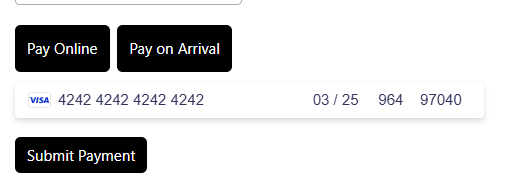 Pay Online Pay on Arrival
VISA 4242 4242 4242 4242 03 / 25 964 97040
Submit Payment